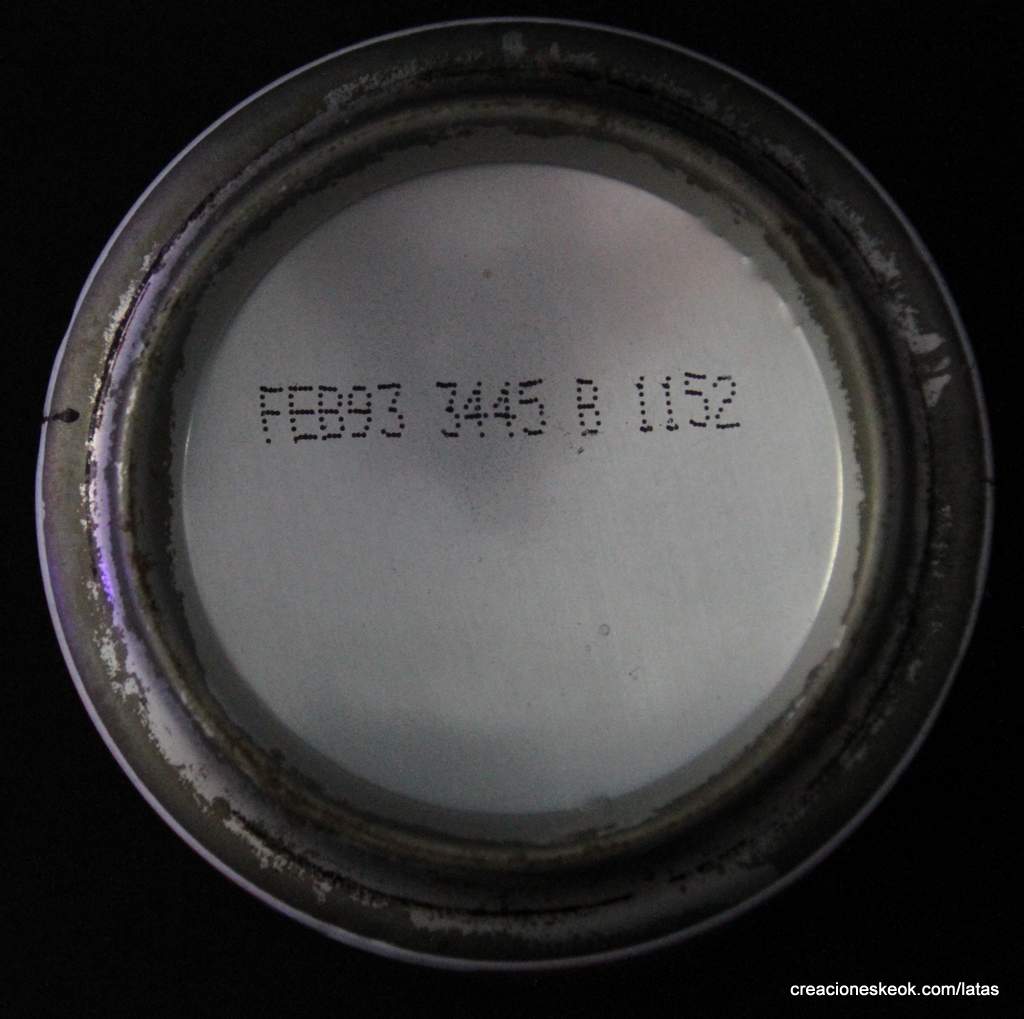 FEB93 3445 B 1152
creacioneskeok.com/latas